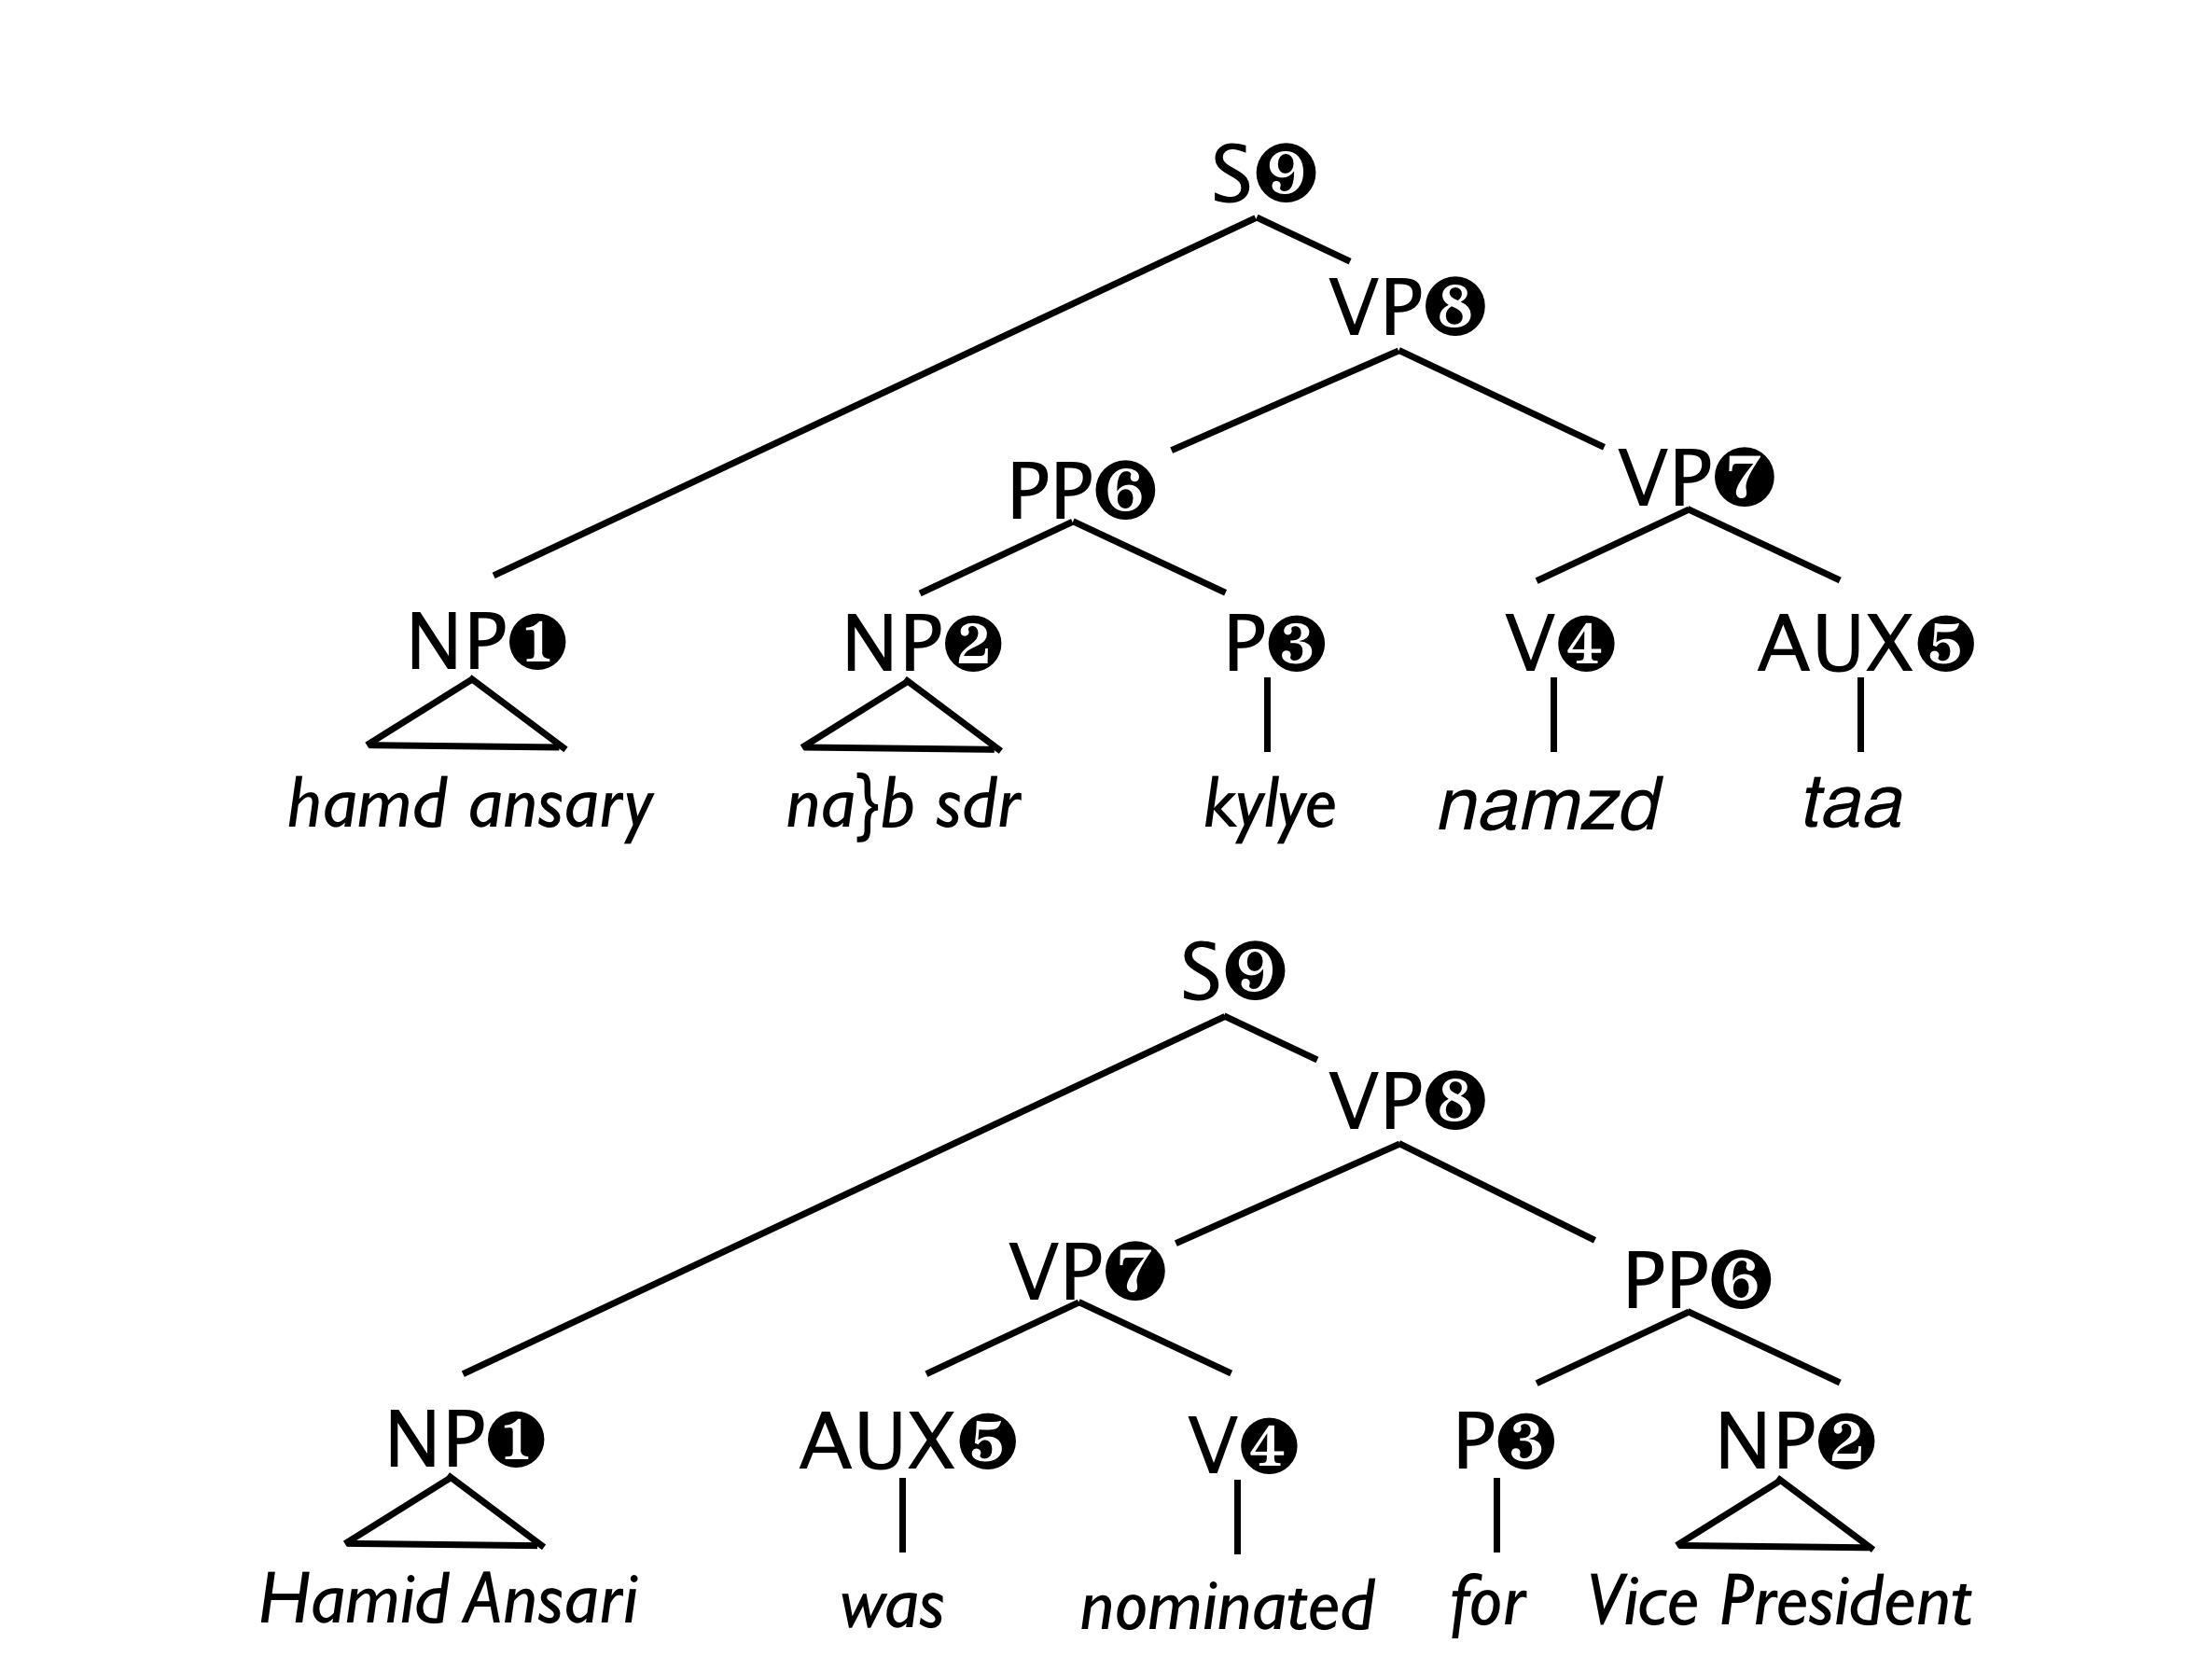 S❾
VP❽
PP❻ VP❼
NP❶ NP❷ P❸ V❹ AUX❺
hamd ansary na}b sdr kylye namzd taa
S❾
VP❽
VP❼ PP❻
NP❶ AUX❺ V❹ P❸ NP❷
Hamid Ansari was nominated for Vice President